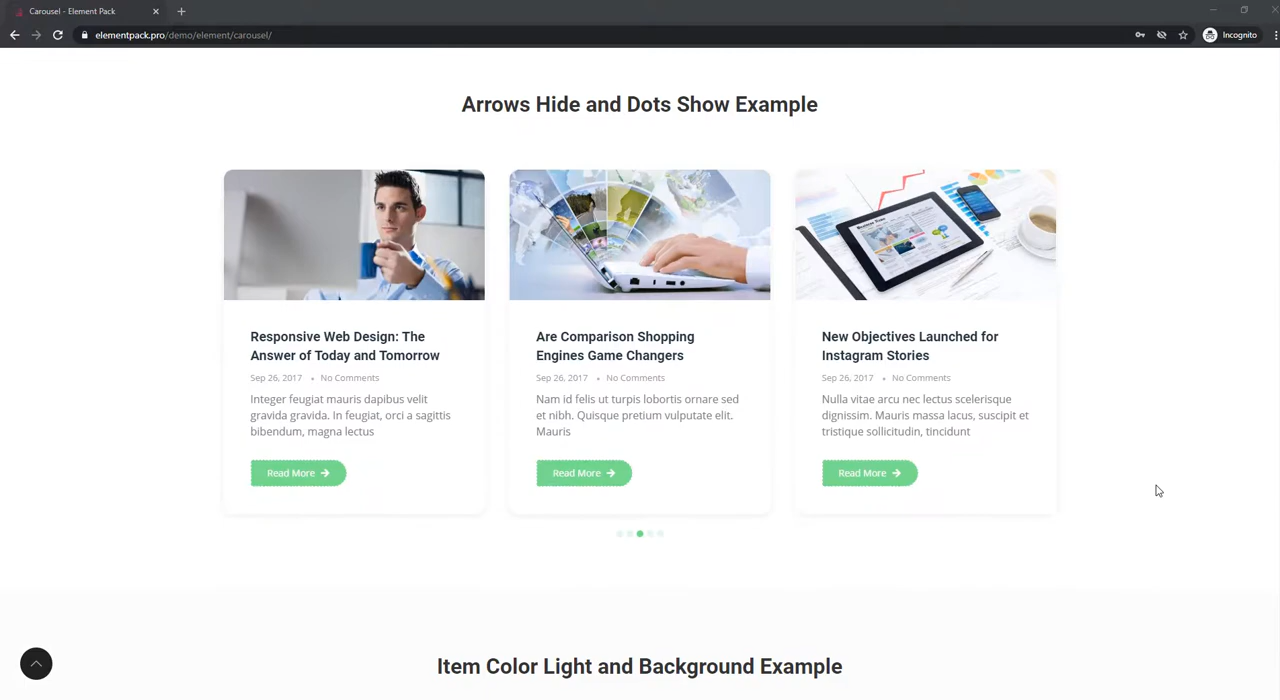 Carousel - Element Pack
elementpack.pro/demo/element/carousel/
Incognito
Arrows Hide and Dots Show Example
Responsive Web Design: The
Answer of Today and Tomorrow
Sep 26, 2017 • No Comments
Integer feugiat mauris dapibus velit
gravida gravida. In feugiat, orci a sagittis
bibendum, magna lectus
Read More
Are Comparison Shopping
Engines Game Changers
Sep 26, 2017 • No Comments
Nam id felis ut turpis lobortis ornare sed
et nibh. Quisque pretium vulputate elit.
Mauris
Read More
New Objectives Launched for
Instagram Stories
Sep 26, 2017 • No Comments
Nulla vitae arcu nec lectus scelerisque
dignissim. Mauris massa lacus, suscipit et
tristique sollicitudin, tincidunt
Read More
Item Color Light and Background Example